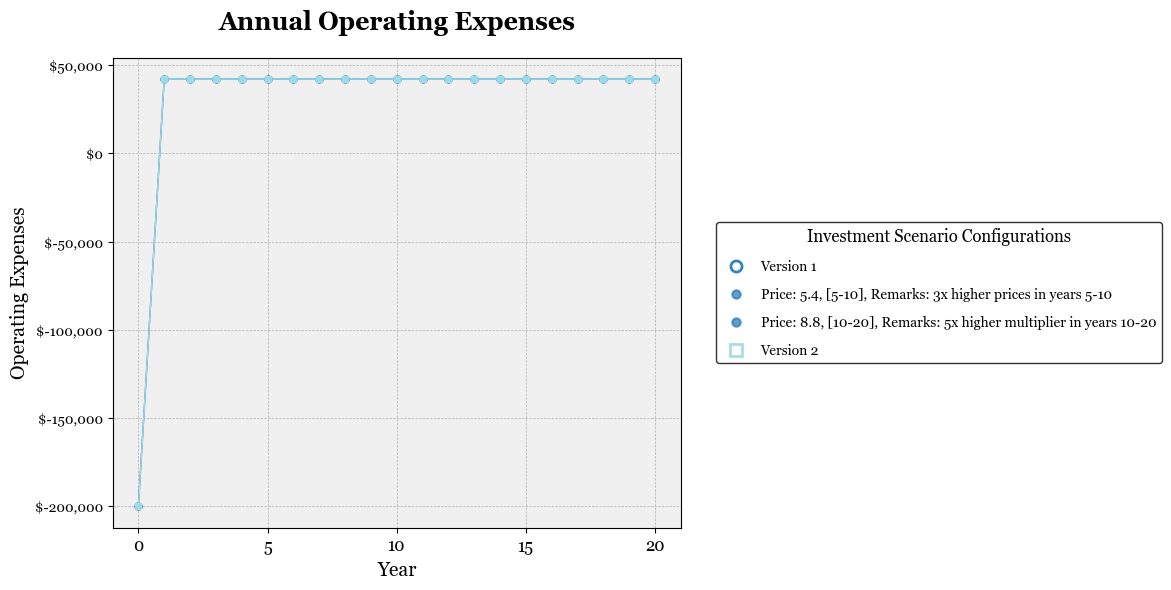 Annual Operating Expenses
$50,000
$0
$-50,000
$-100,000
$-150,000
$-200,000
Operating Expenses
0 5 10 15 20
Year
Investment Scenario Configurations
Version 1
Price: 5.4, [5-10], Remarks: 3x higher prices in years 5-10
Price: 8.8, [10-20], Remarks: 5x higher multiplier in years 10-20
Version 2